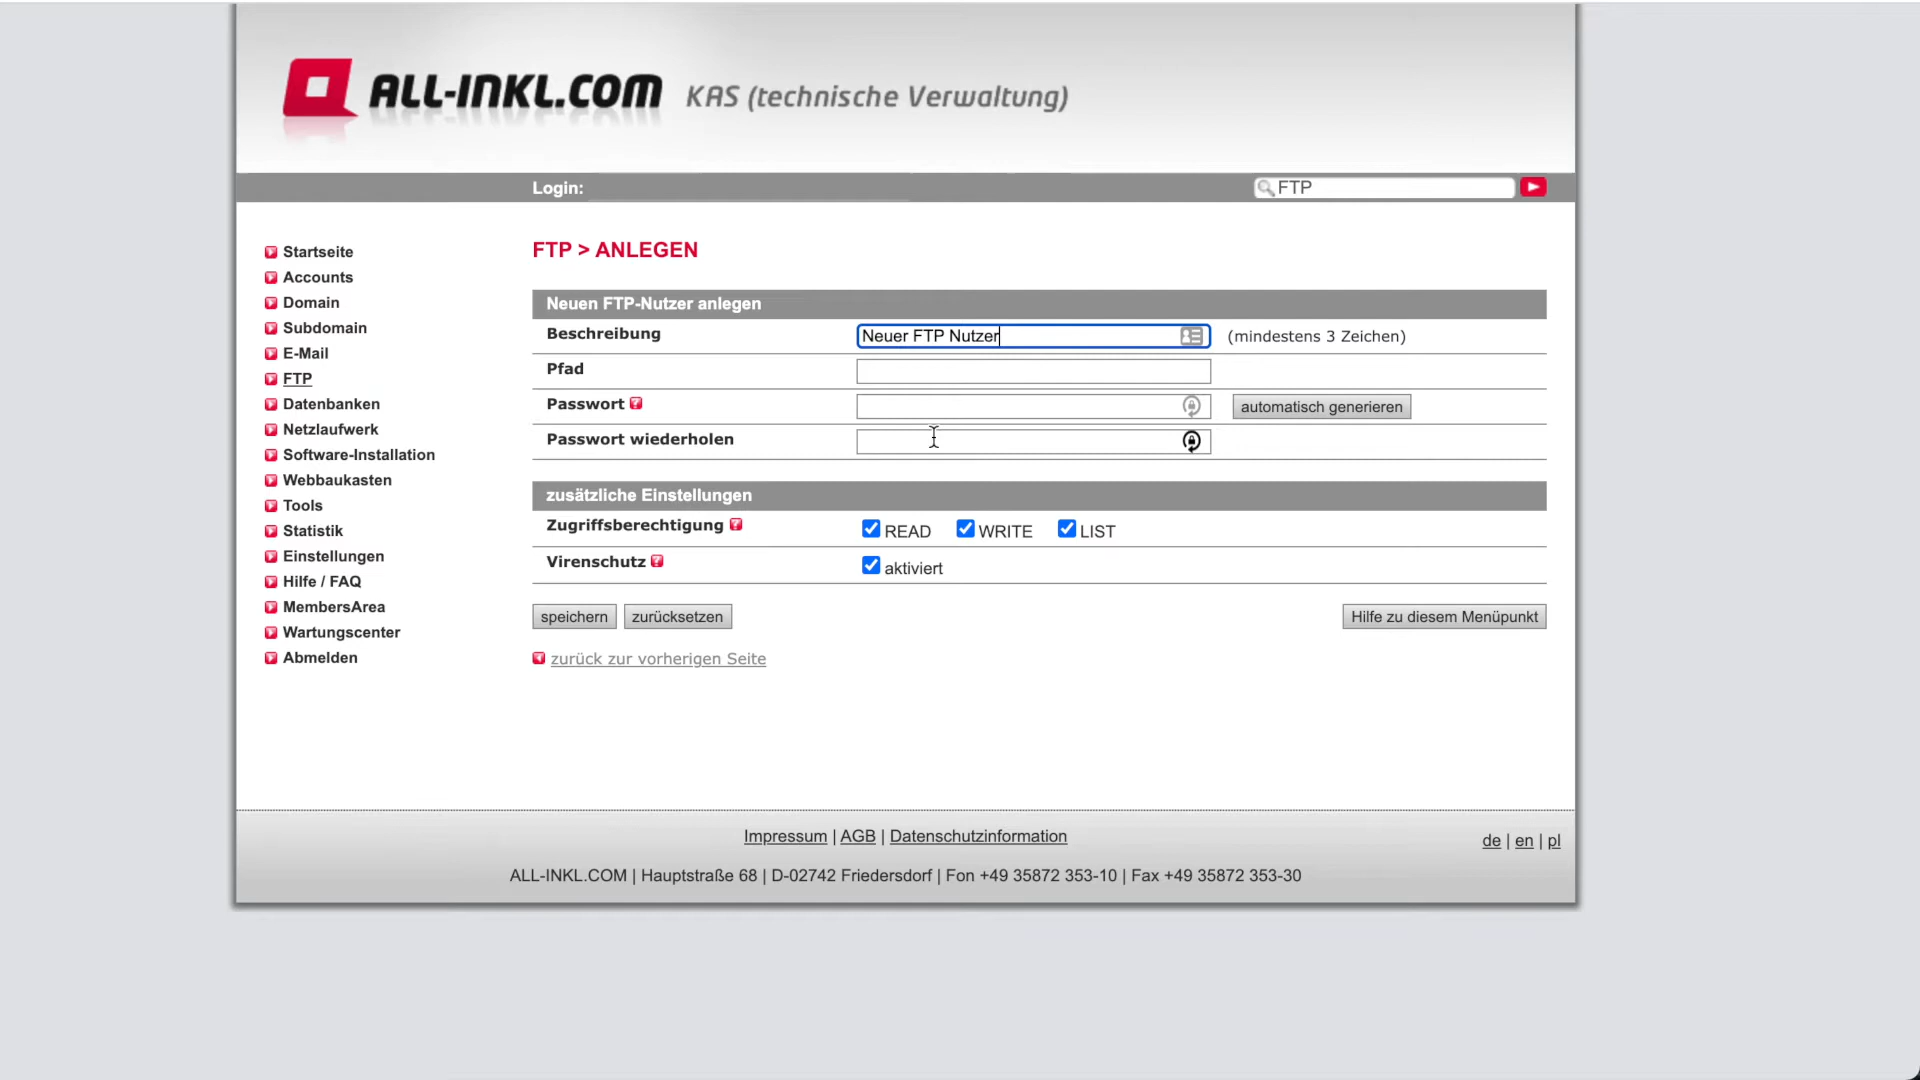 ALL-INKL.COM KAS (technische Verwaltung)
Login:
FTP
Startseite
Accounts
Domain
Subdomain
E-Mail
FTP
Datenbanken
Netzlaufwerk
Software-Installation
Webbaukasten
Tools
Statistik
Einstellungen
Hilfe / FAQ
MembersArea
Wartungscenter
Abmelden
FTP > ANLEGEN
Neuen FTP-Nutzer anlegen
Beschreibung Neuer FTP Nutzer (mindestens 3 Zeichen)
Pfad
Passwort automatisch generieren
Passwort wiederholen
zusätzliche Einstellungen
Zugriffsberechtigung READ WRITE LIST
Virenschutz aktiviert
speichern zurücksetzen Hilfe zu diesem Menüpunkt
zurück zur vorherigen Seite
Impressum | AGB | Datenschutzinformation
de | en | pl
ALL-INKL.COM | Hauptstraße 68 | D-02742 Friedersdorf | Fon +49 35872 353-10 | Fax +49 35872 353-30